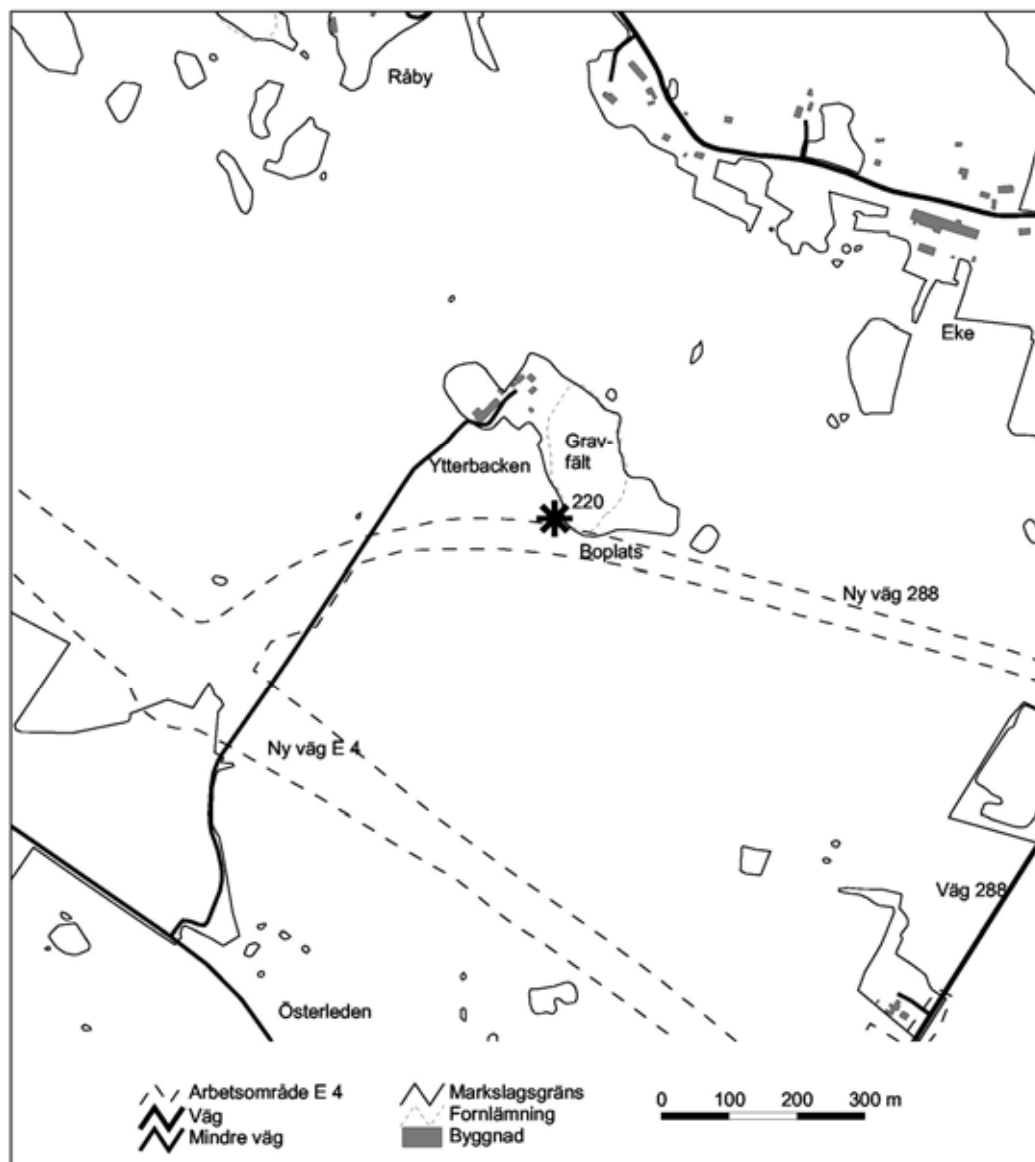 Råby
Eke
Grav-
fält
Ytterbacken
220
Boplats
Ny väg 288
Ny väg E 4
Väg 288
Österleden
Arbetsområde E 4
Väg
Mindre väg
Markslagsgräns
Fornlämning
Byggnad
0 100 200 300 m